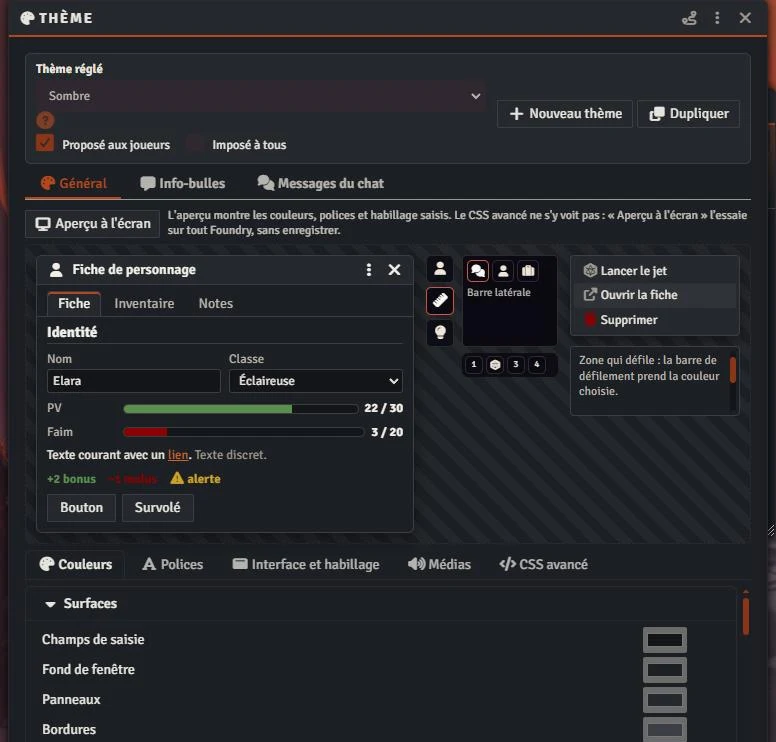 THÈME
Thème réglé
Sombre
Nouveau thème
Dupliquer
?
Proposé aux joueurs
Imposé à tous
Général
Info-bulles
Messages du chat
Aperçu à l'écran
L'aperçu montre les couleurs, polices et habillage saisis. Le CSS avancé ne s'y voit pas : « Aperçu à l'écran » l'essaie
sur tout Foundry, sans enregistrer.
Fiche de personnage
Fiche
Inventaire
Notes
Identité
Nom
Classe
Elara
Éclaireuse
PV
22 / 30
Faim
3 / 20
Texte courant avec un lien. Texte discret.
+2 bonus
-1 malus
alerte
Bouton
Survolé
Barre latérale
1
3
4
Lancer le jet
Ouvrir la fiche
Supprimer
Zone qui défile : la barre de
défilement prend la couleur
choisie.
Couleurs
Polices
Interface et habillage
Médias
CSS avancé
Surfaces
Champs de saisie
Fond de fenêtre
Panneaux
Bordures